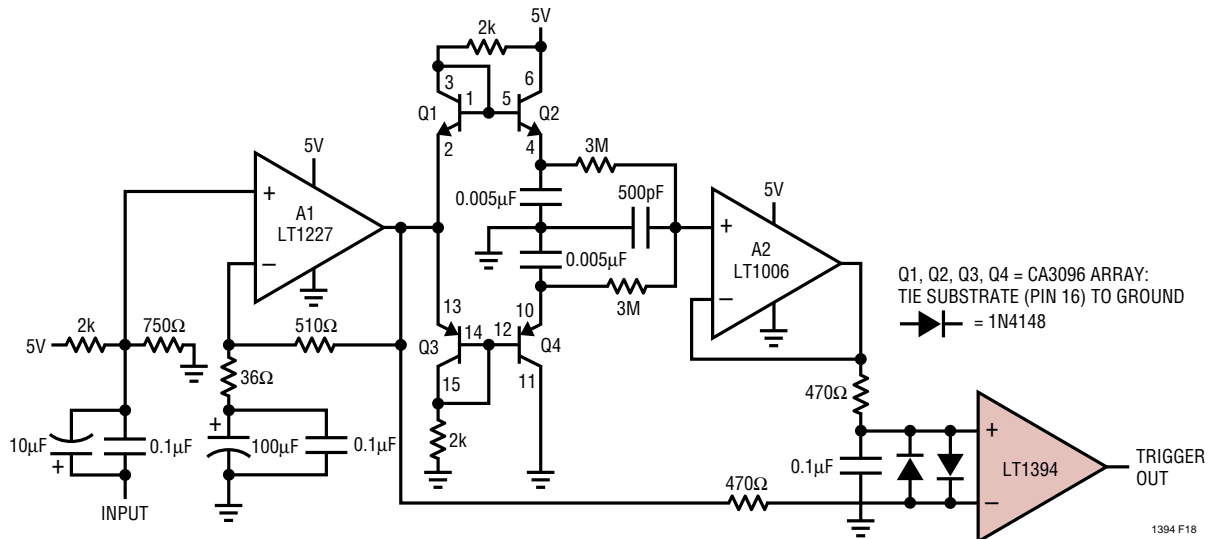 5V
2k
3
1
5
6
Q1
Q2
2
4
3M
5V
0.005µF
500pF
5V
+
A1
LT1227
–
+
A2
LT1006
–
0.005µF
3M
Q1, Q2, Q3, Q4 = CA3096 ARRAY:
TIE SUBSTRATE (PIN 16) TO GROUND
= 1N4148
13
10
14
12
Q3
Q4
15
11
2k
750Ω
5V
510Ω
36Ω
2k
470Ω
10µF
+
0.1µF
+
100µF
0.1µF
0.1µF
+
LT1394
–
TRIGGER
OUT
470Ω
INPUT
1394 F18